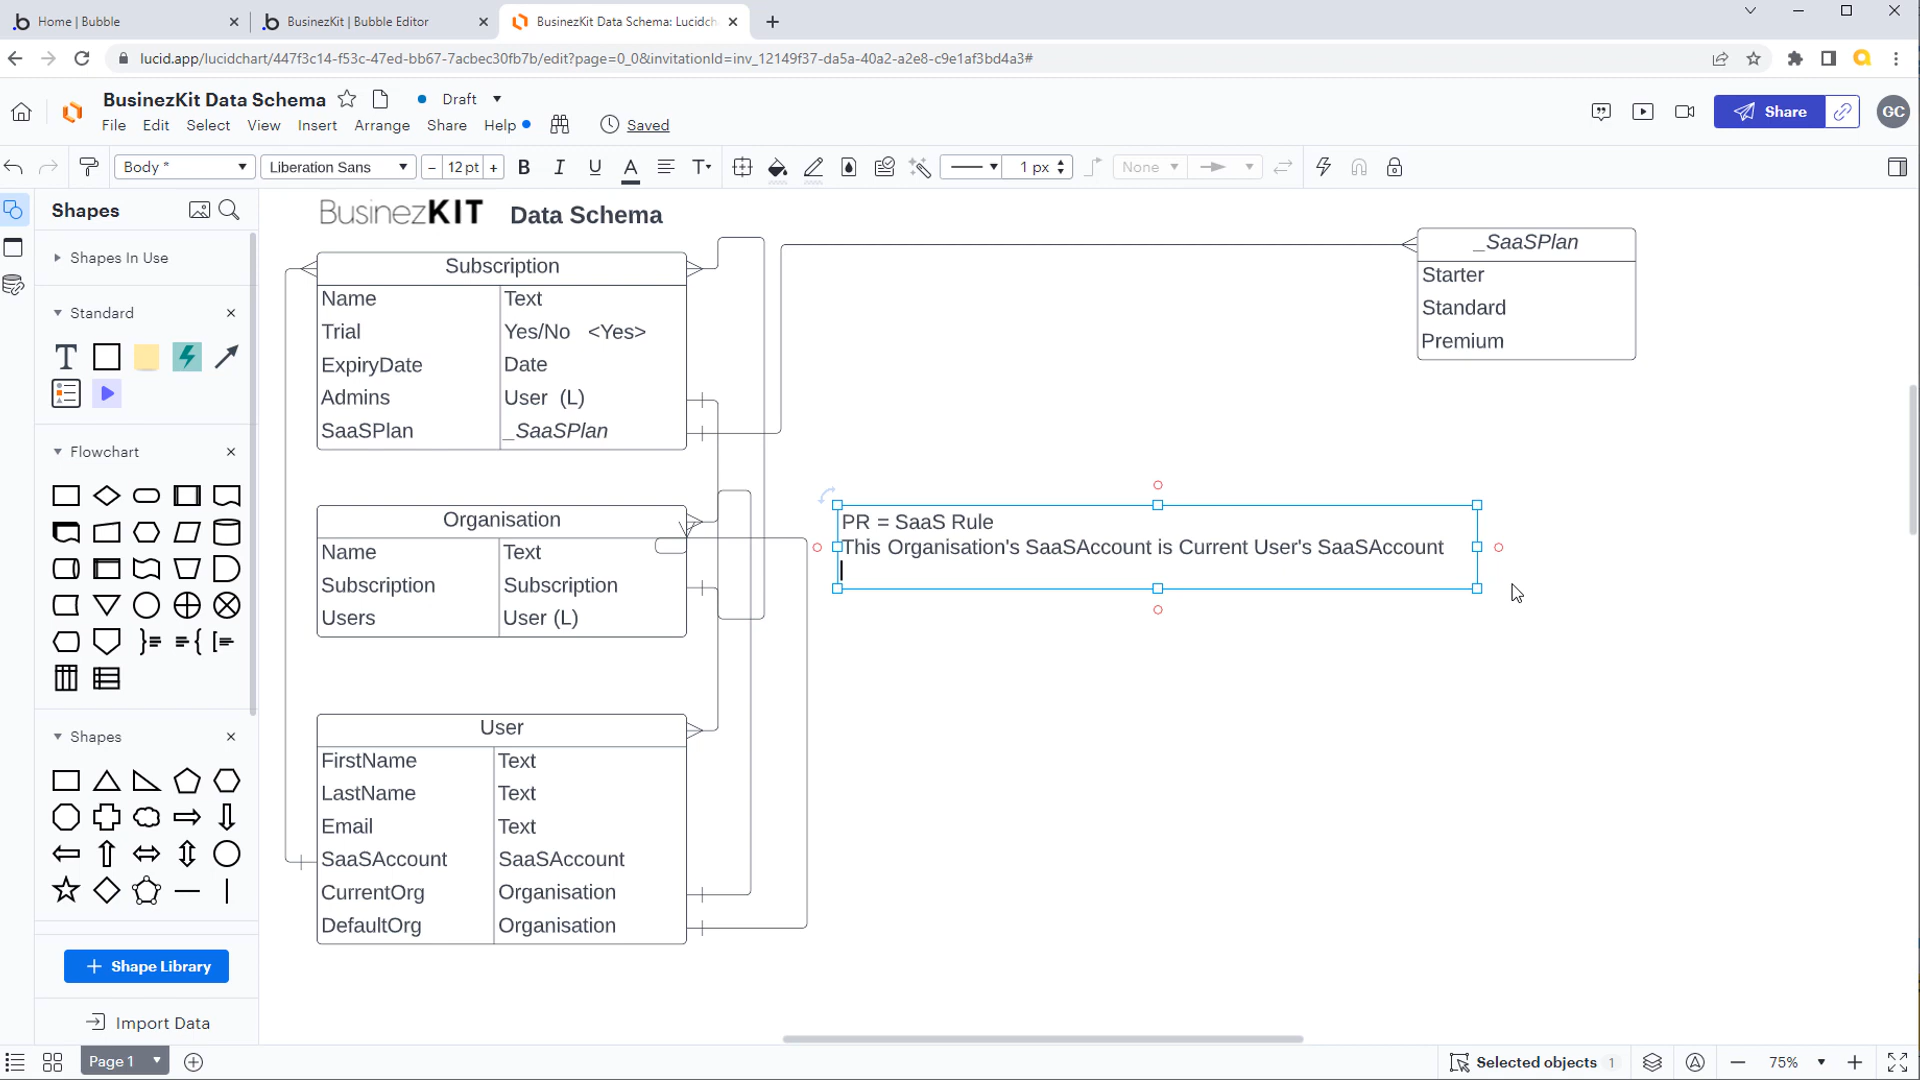 Home | Bubble
BusinezKit | Bubble Editor
BusinezKit Data Schema: Lucidch
lucid.app/lucidchart/447f3c14-f53c-47ed-bb67-7acbec30fb7b/edit?page=0_0&invitationId=inv_12149f37-da5a-40a2-a2e8-c9e1af3bd4a3#
BusinezKit Data Schema
Draft
File Edit Select View Insert Arrange Share Help
Saved
Share
GC
Body *
Liberation Sans
12 pt
1 px
None
Shapes
Shapes In Use
Standard
Flowchart
Shapes
Shape Library
Import Data
BusinezKIT Data Schema
Subscription
Name Text
Trial Yes/No <Yes>
ExpiryDate Date
Admins User (L)
SaaSPlan _SaaSPlan
Organisation
Name Text
Subscription Subscription
Users User (L)
User
FirstName Text
LastName Text
Email Text
SaaSAccount SaaSAccount
CurrentOrg Organisation
DefaultOrg Organisation
_SaaSPlan
Starter
Standard
Premium
PR = SaaS Rule
This Organisation's SaaSAccount is Current User's SaaSAccount
Page 1
Selected objects 1
75%